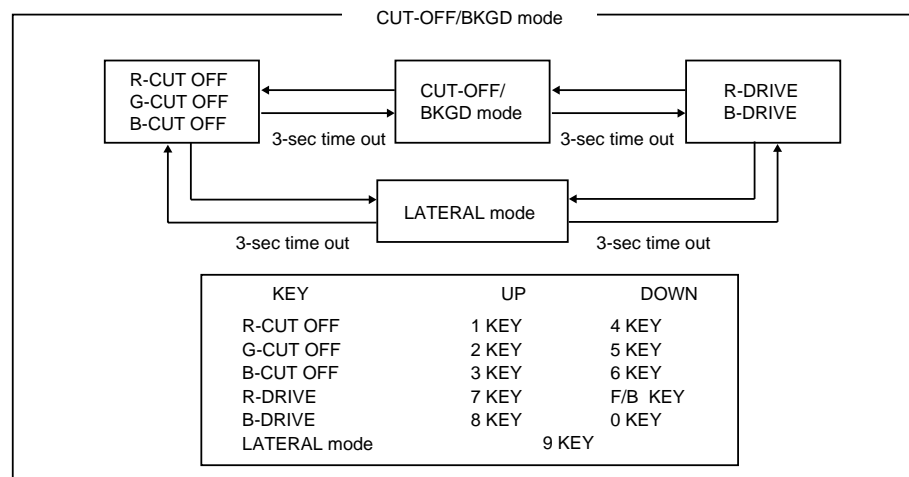 CUT-OFF/BKGD mode
R-CUT OFF
G-CUT OFF
B-CUT OFF
CUT-OFF/
BKGD mode
R-DRIVE
B-DRIVE
3-sec time out
3-sec time out
LATERAL mode
3-sec time out
3-sec time out
KEY UP DOWN
R-CUT OFF 1 KEY 4 KEY
G-CUT OFF 2 KEY 5 KEY
B-CUT OFF 3 KEY 6 KEY
R-DRIVE 7 KEY F/B KEY
B-DRIVE 8 KEY 0 KEY
LATERAL mode 9 KEY